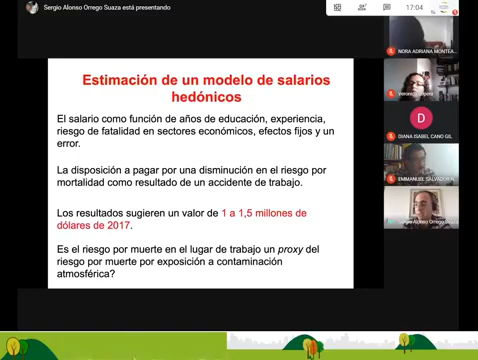 Sergio Alonso Orrego Suaza está presentando
17:04
Estimación de un modelo de salarios
hedónicos
El salario como función de años de educación, experiencia,
riesgo de fatalidad en sectores económicos, efectos fijos y un
error.
La disposición a pagar por una disminución en el riesgo por
mortalidad como resultado de un accidente de trabajo.
Los resultados sugieren un valor de 1 a 1,5 millones de
dólares de 2017.
Es el riesgo por muerte en el lugar de trabajo un proxy del
riesgo por muerte por exposición a contaminación
atmosférica?
NORA ADRIANA MONTEA...
D
DIANA ISABEL CANO GIL
EMMANUEL SALVADOR
Sergio Alonso Orrego